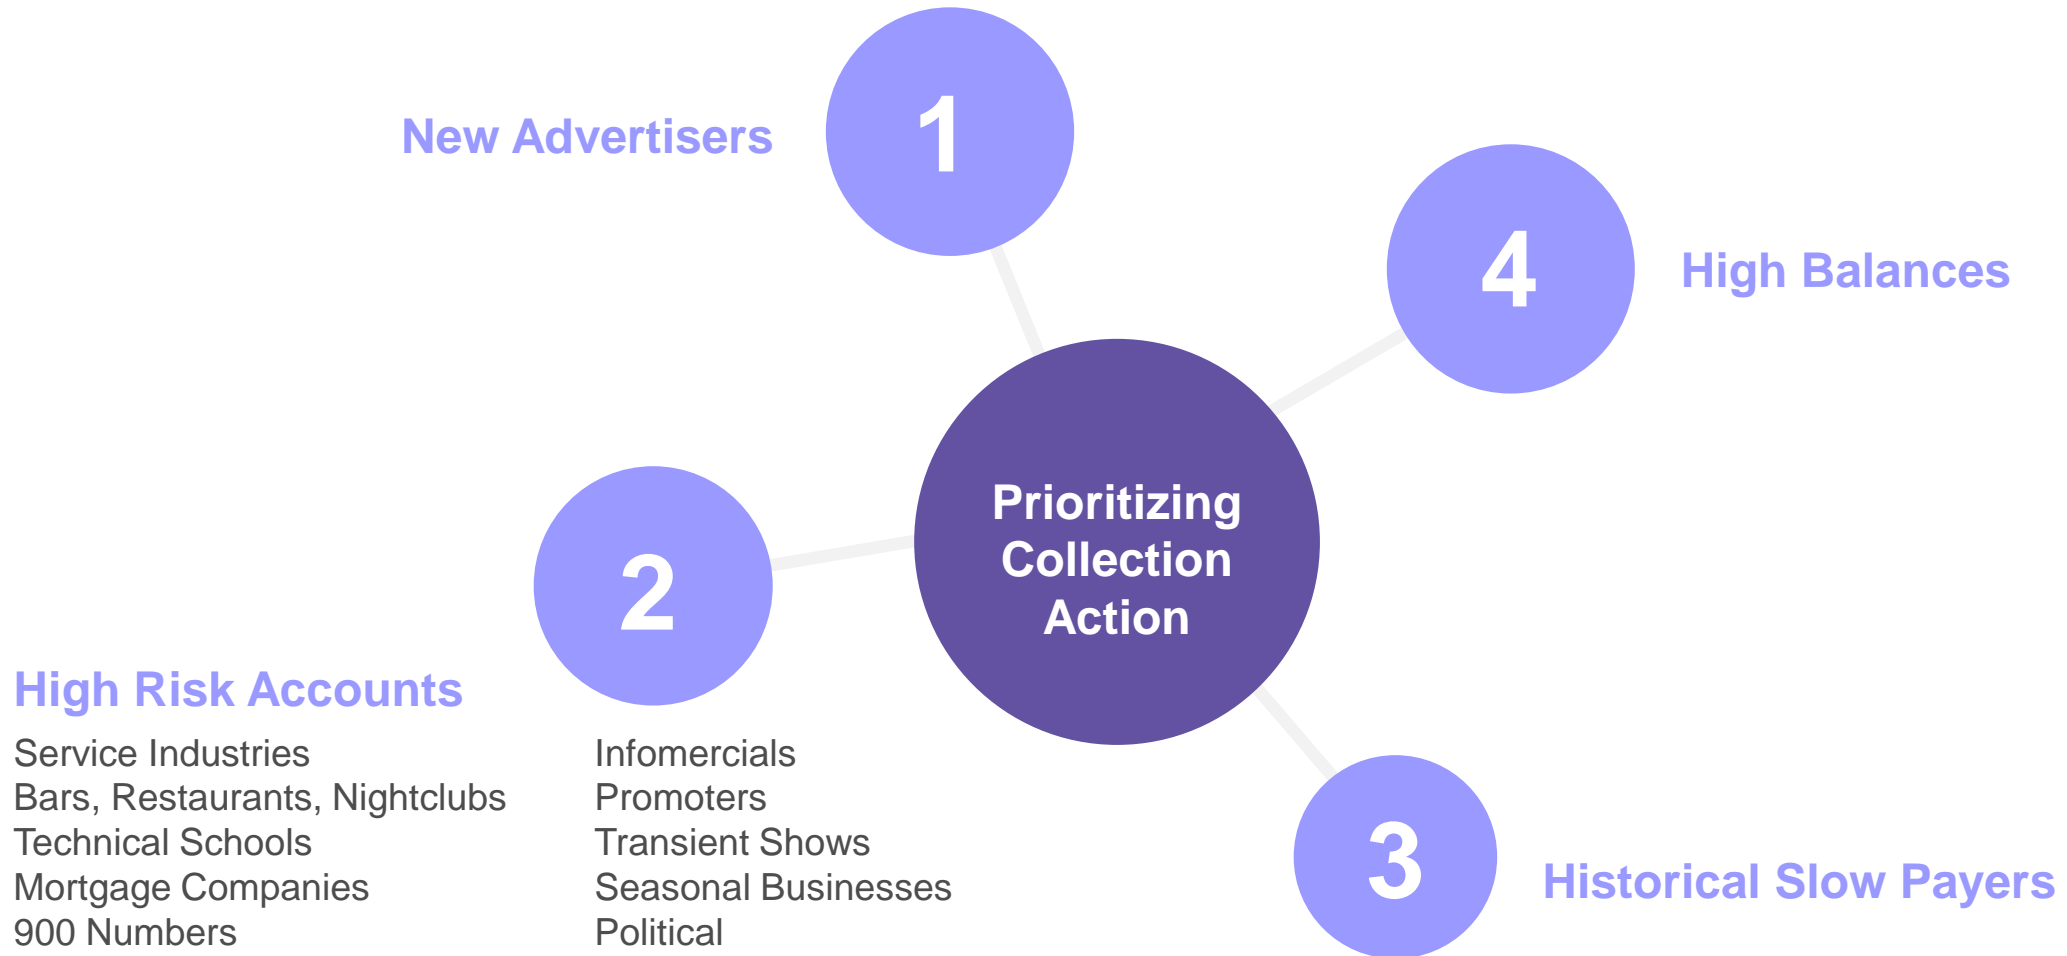 1
New Advertisers
4
High Balances
Prioritizing
Collection
Action
2
High Risk Accounts
Service Industries
Bars, Restaurants, Nightclubs
Technical Schools
Mortgage Companies
900 Numbers
Infomercials
Promoters
Transient Shows
Seasonal Businesses
Political
3
Historical Slow Payers